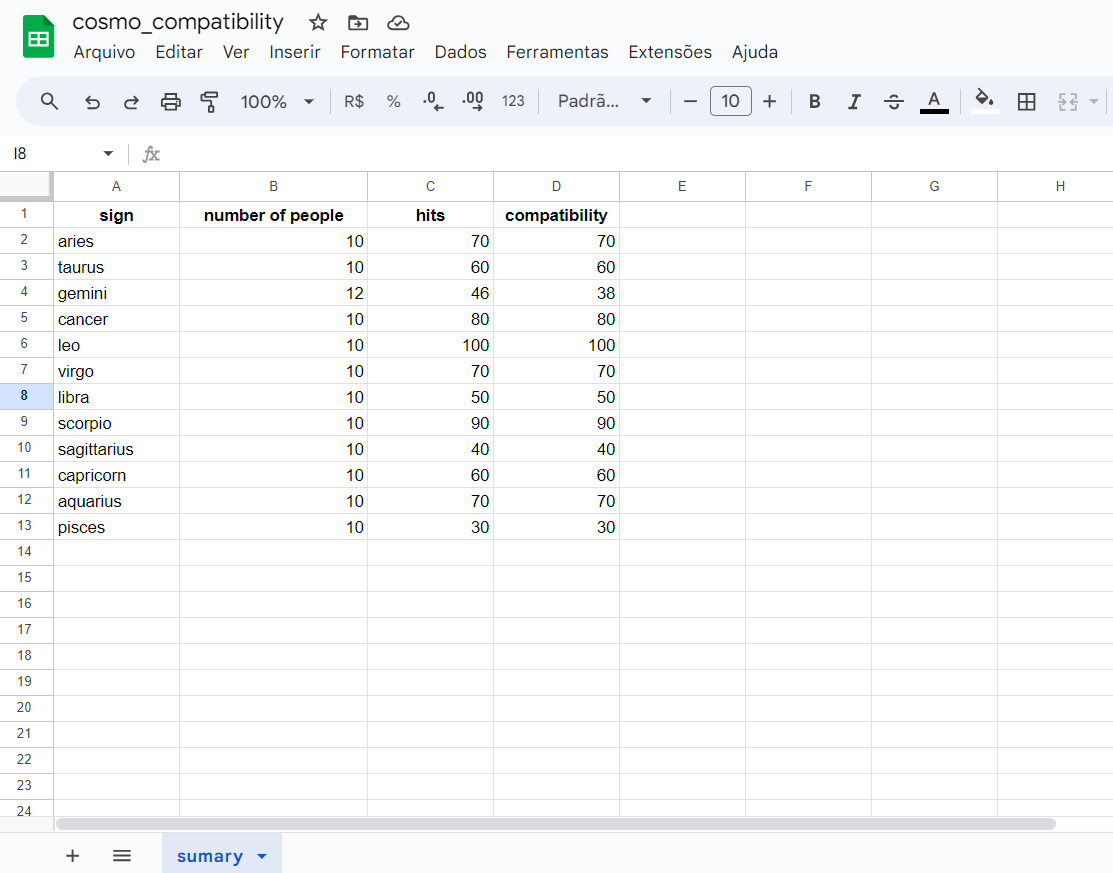 cosmo_compatibility
Arquivo Editar Ver Inserir Formatar Dados Ferramentas Extensões Ajuda
100% R$ % .0 .00 123 Padrã... 10 B I S A
I8 fx
A B C D E F G H
1 sign number of people hits compatibility
2 aries 10 70 70
3 taurus 10 60 60
4 gemini 12 46 38
5 cancer 10 80 80
6 leo 10 100 100
7 virgo 10 70 70
8 libra 10 50 50
9 scorpio 10 90 90
10 sagittarius 10 40 40
11 capricorn 10 60 60
12 aquarius 10 70 70
13 pisces 10 30 30
14
15
16
17
18
19
20
21
22
23
24
sumary